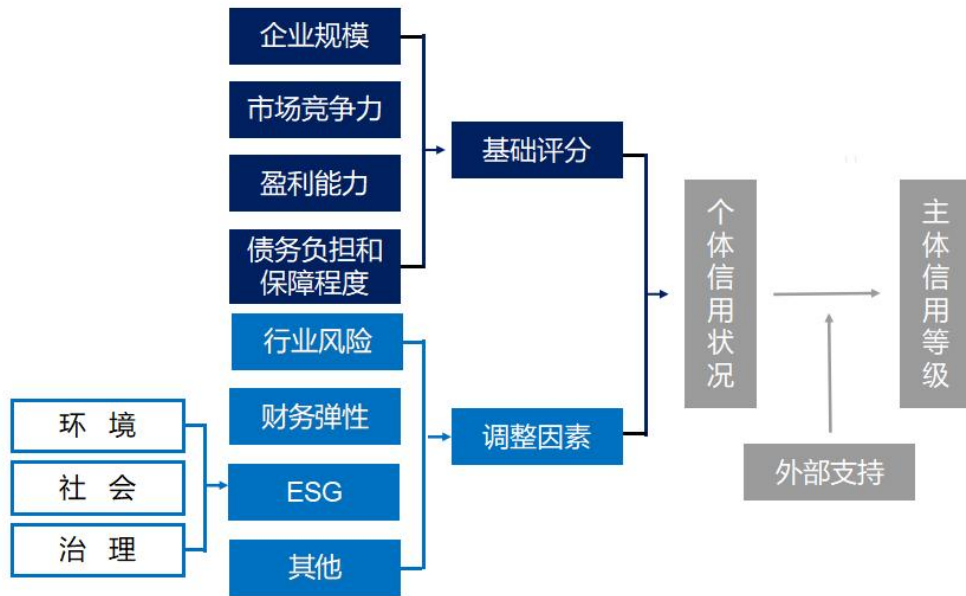 企业规模
市场竞争力
盈利能力
债务负担和
保障程度
行业风险
财务弹性
ESG
其他
环 境
社 会
治 理
基础评分
调整因素
个体信用状况
外部支持
主体信用等级